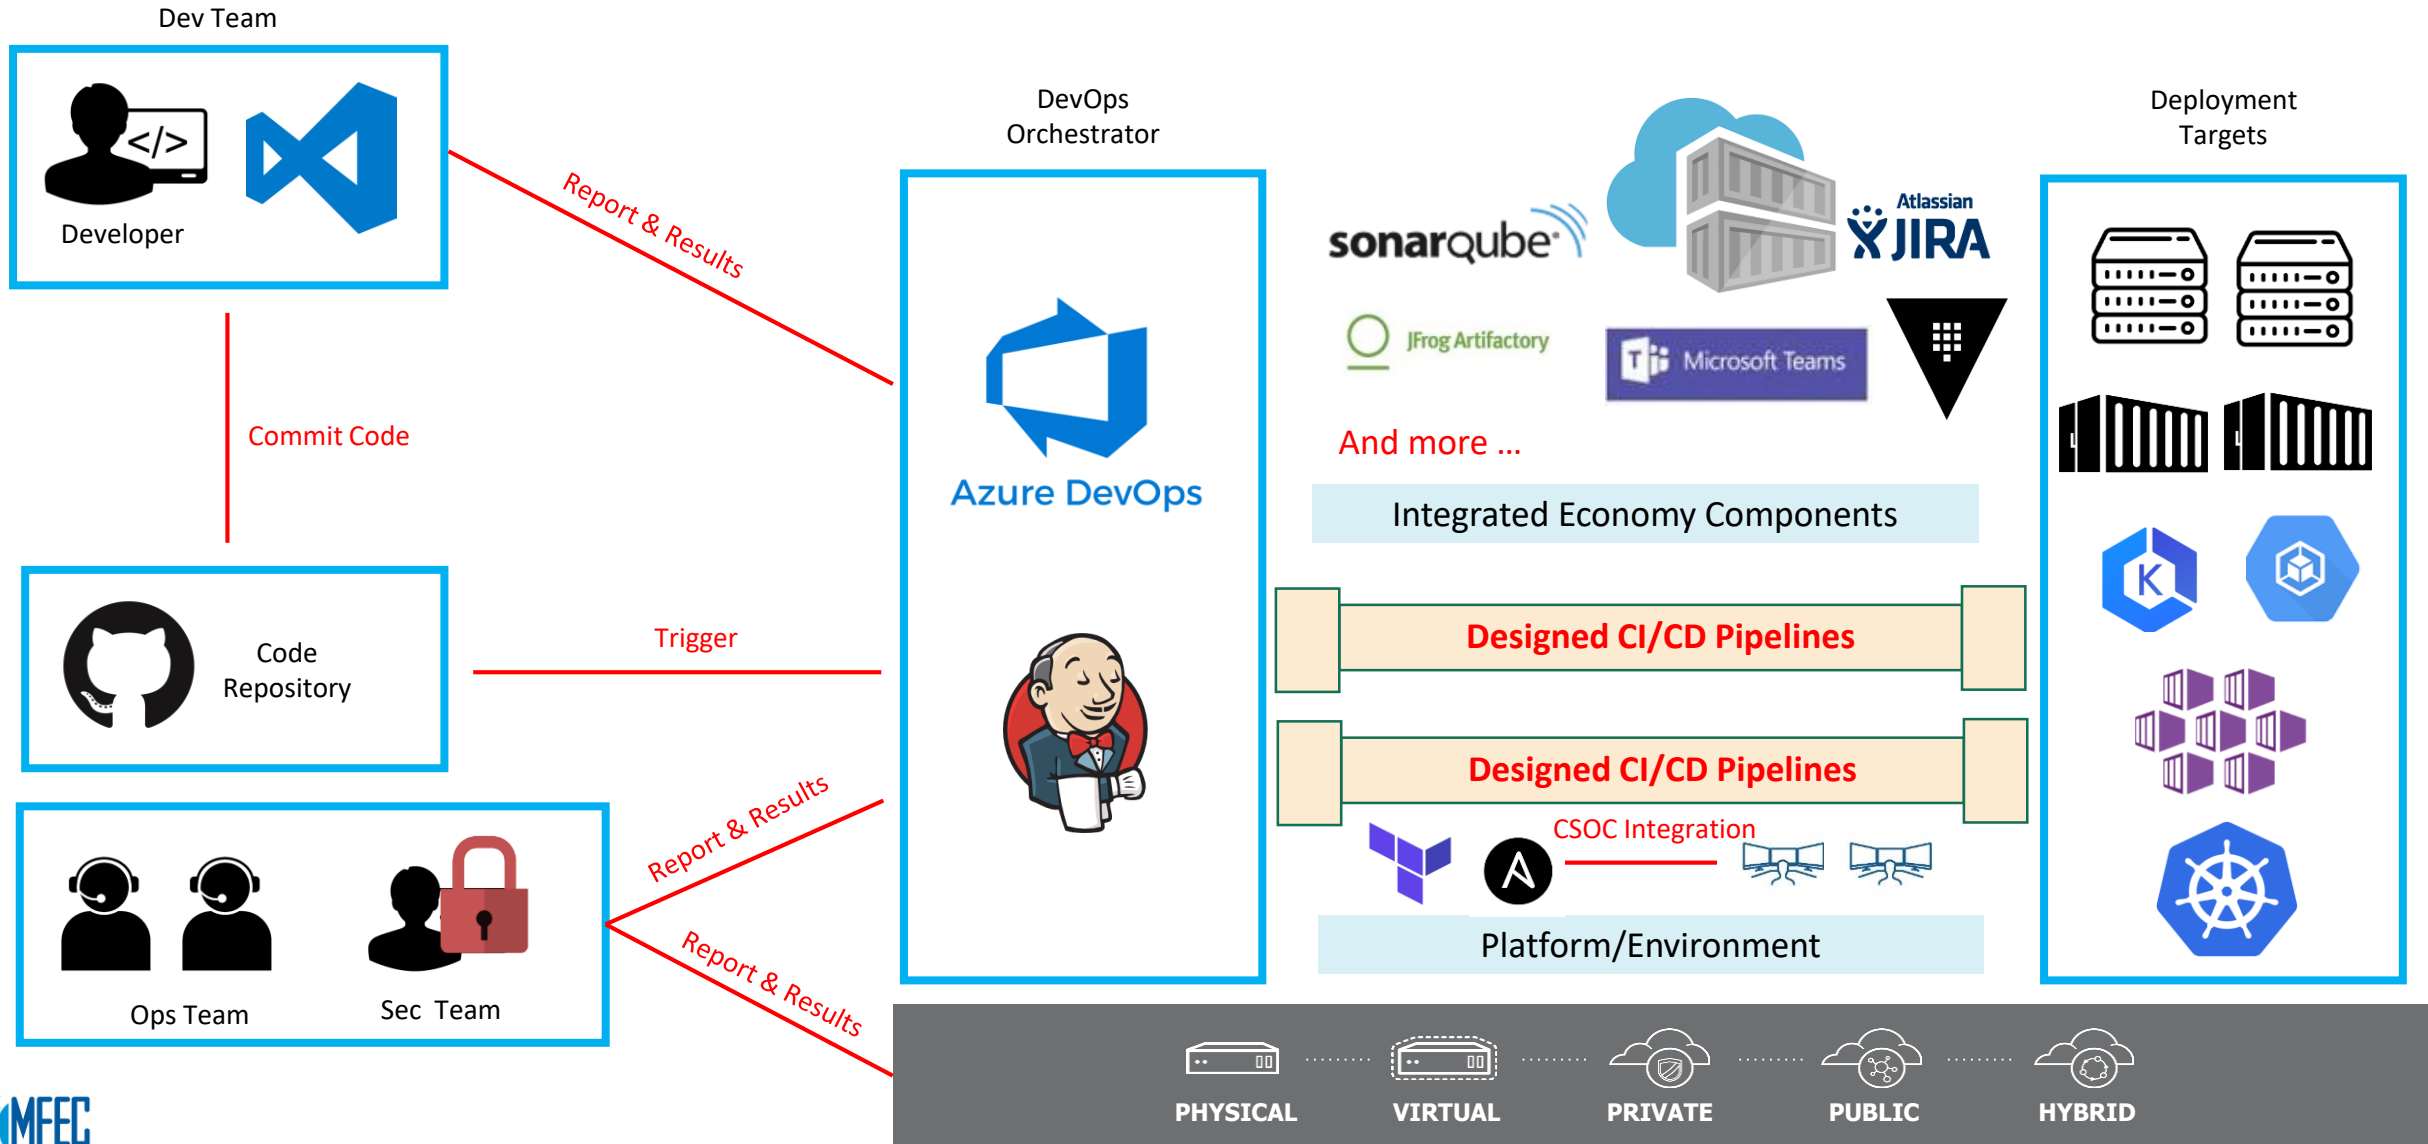 Dev Team
</>
Developer
Report & Results
Commit Code
Code
Repository
Trigger
Report & Results
Report & Results
Ops Team
Sec Team
MFEC
DevOps
Orchestrator
Azure DevOps
sonarqube
Atlassian
JIRA
JFrog Artifactory
T
Microsoft Teams
And more ...
Integrated Economy Components
Designed CI/CD Pipelines
Designed CI/CD Pipelines
CSOC Integration
A
Platform/Environment
Deployment
Targets
K
PHYSICAL
VIRTUAL
PRIVATE
PUBLIC
HYBRID